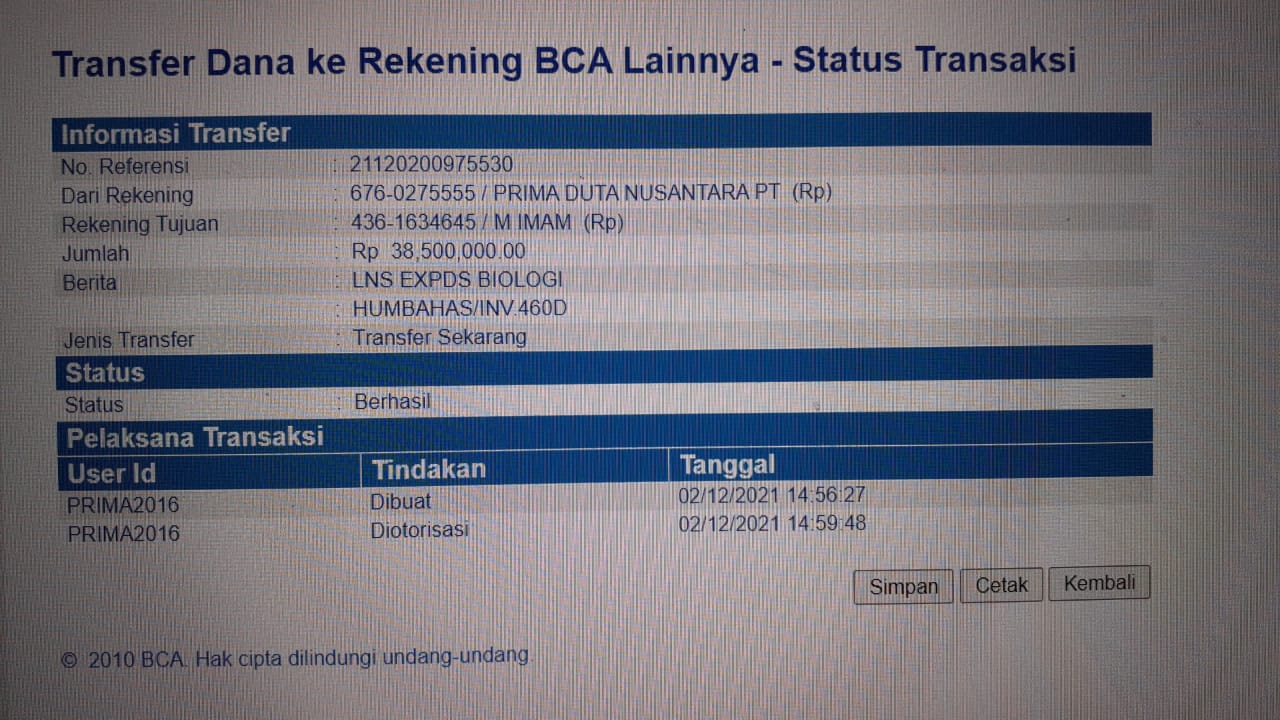 Transfer Dana ke Rekening BCA Lainnya - Status Transaksi
Informasi Transfer
No. Referensi : 21120200975530
Dari Rekening : 676-0275555 / PRIMA DUTA NUSANTARA PT (Rp)
Rekening Tujuan : 436-1634645 / M IMAM (Rp)
Jumlah : Rp 38,500,000.00
Berita : LNS EXPDS BIOLOGI
: HUMBAHAS/INV.460D
Jenis Transfer : Transfer Sekarang
Status
Status : Berhasil
Pelaksana Transaksi
User Id Tindakan Tanggal
PRIMA2016 Dibuat 02/12/2021 14:56:27
PRIMA2016 Diotorisasi 02/12/2021 14:59:48
Simpan Cetak Kembali
© 2010 BCA. Hak cipta dilindungi undang-undang.